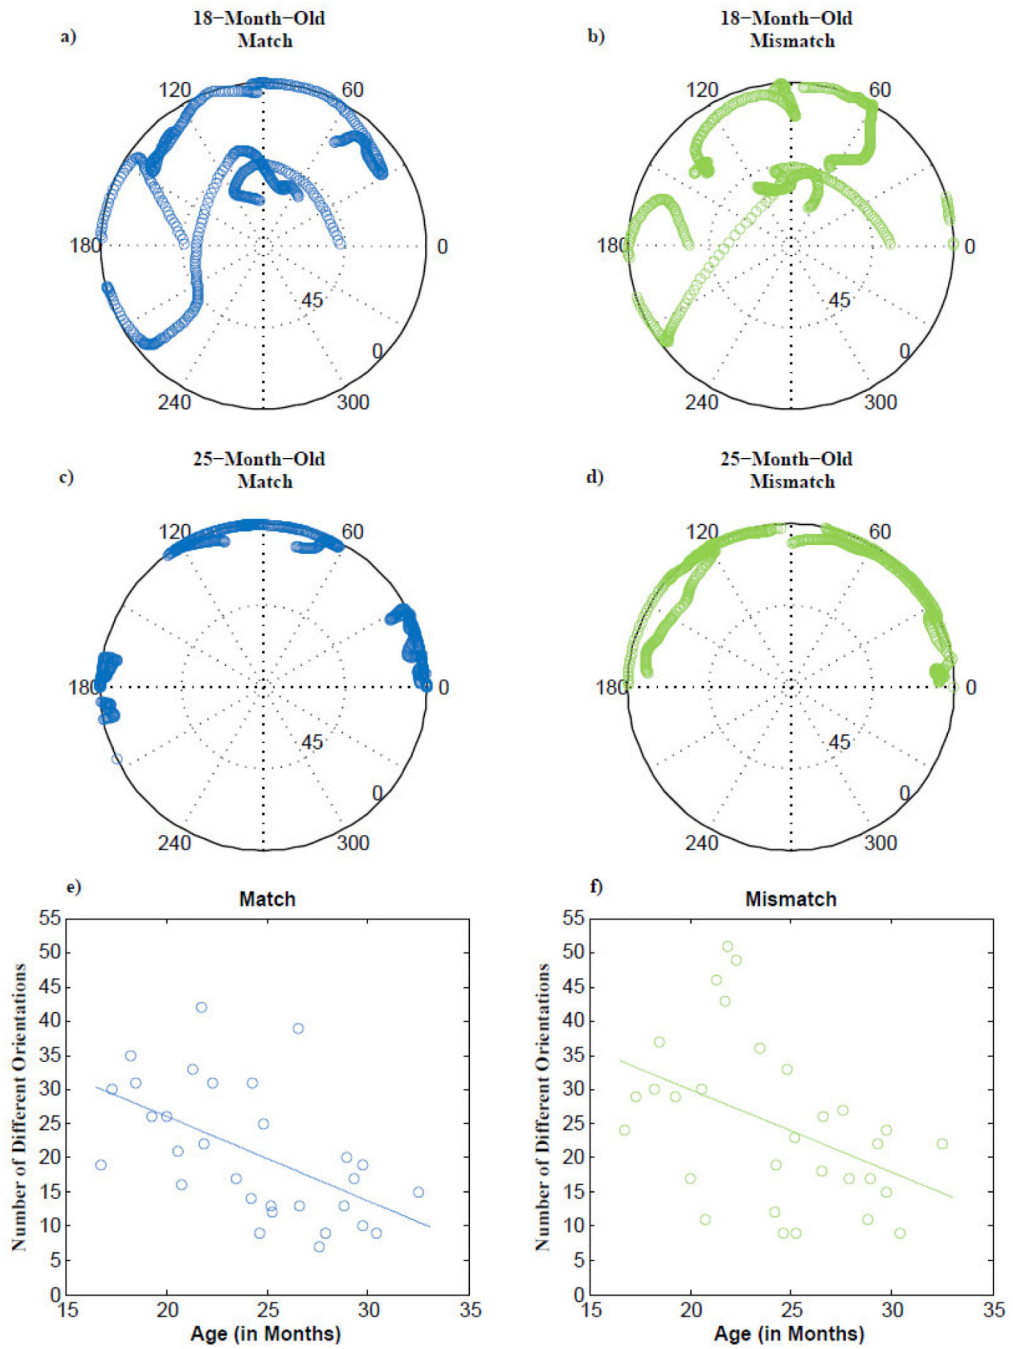 18−Month−Old
a) Match
120 60
180 0
45
0
240 300
18−Month−Old
b) Mismatch
120 60
180 0
45
0
240 300
25−Month−Old
c) Match
120 60
180 0
45
0
240 300
25−Month−Old
d) Mismatch
120 60
180 0
45
0
240 300
e) Match
Number of Different Orientations
55
50
45
40
35
30
25
20
15
10
5
0
15 20 25 30 35
Age (in Months)
f) Mismatch
Number of Different Orientations
55
50
45
40
35
30
25
20
15
10
5
0
15 20 25 30 35
Age (in Months)